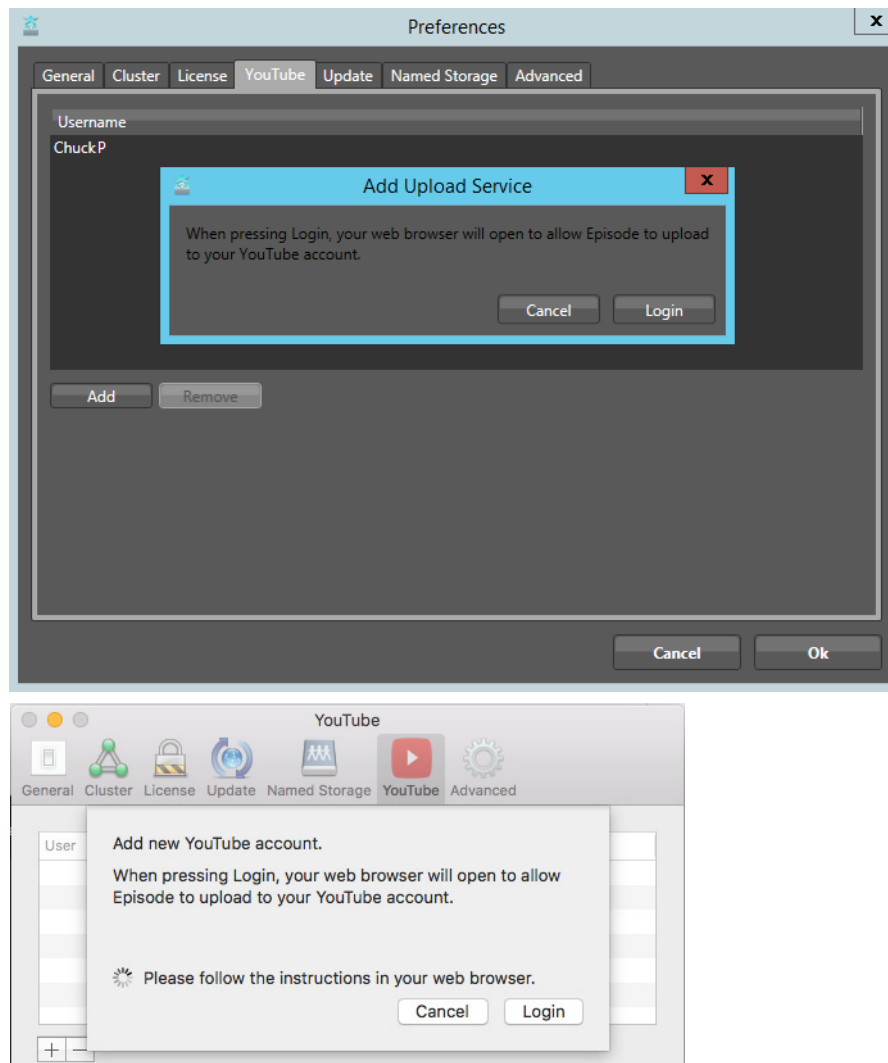 Preferences
x
General Cluster License YouTube Update Named Storage Advanced
Username
ChuckP
Add Upload Service
x
When pressing Login, your web browser will open to allow Episode to upload
to your YouTube account.
Cancel Login
Add Remove
Cancel Ok
YouTube
General Cluster License Update Named Storage YouTube Advanced
User
Add new YouTube account.
When pressing Login, your web browser will open to allow
Episode to upload to your YouTube account.
Please follow the instructions in your web browser.
Cancel Login
+ −